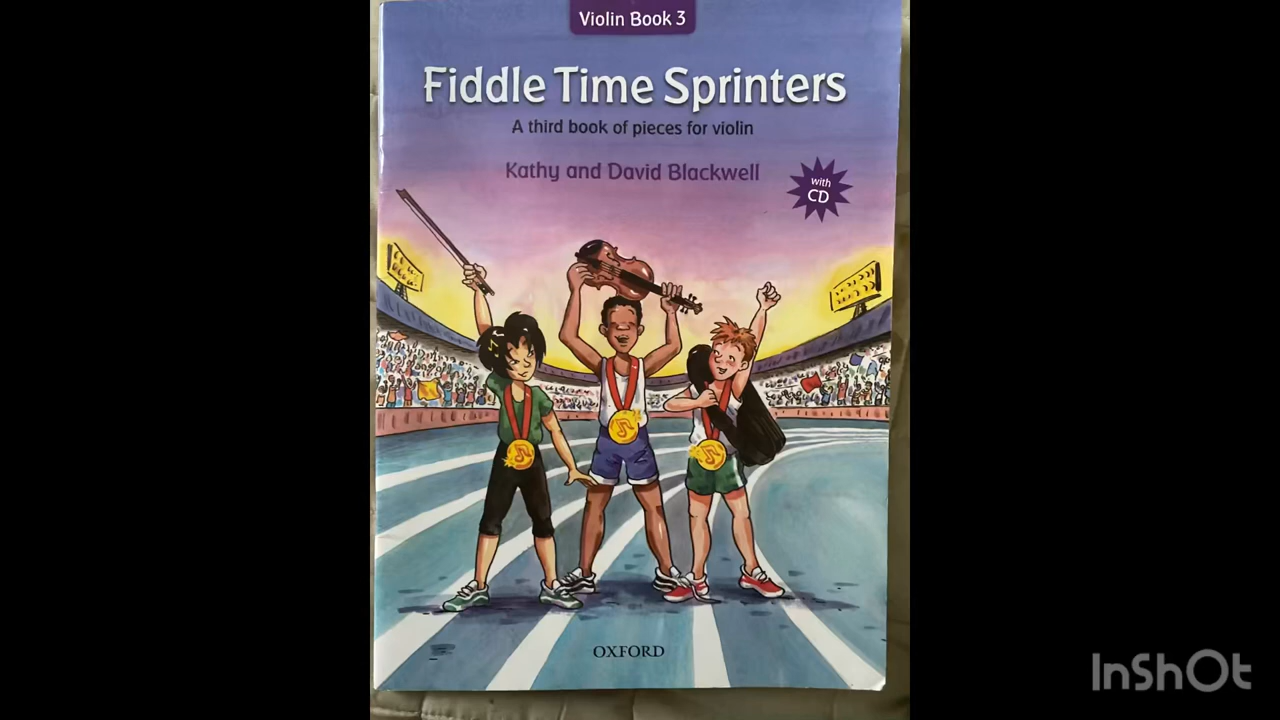 Violin Book 3
Fiddle Time Sprinters
A third book of pieces for violin
Kathy and David Blackwell
with
CD
OXFORD
InShOt